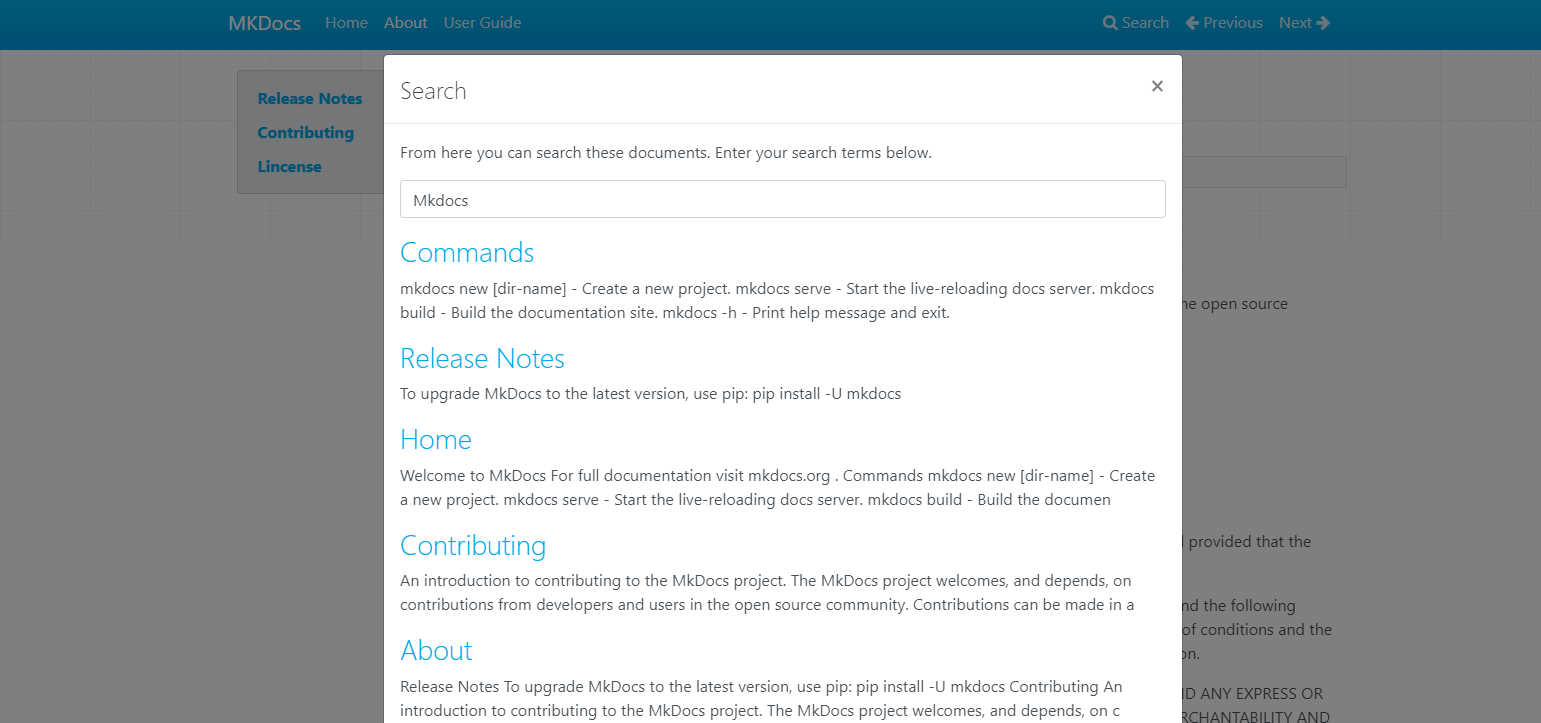 MKDocs Home About User Guide Search Previous Next
Release Notes
Contributing
Lincense
Search
×
From here you can search these documents. Enter your search terms below.
Mkdocs
Commands
mkdocs new [dir-name] - Create a new project. mkdocs serve - Start the live-reloading docs server. mkdocs
build - Build the documentation site. mkdocs -h - Print help message and exit.
Release Notes
To upgrade MkDocs to the latest version, use pip: pip install -U mkdocs
Home
Welcome to MkDocs For full documentation visit mkdocs.org . Commands mkdocs new [dir-name] - Create
a new project. mkdocs serve - Start the live-reloading docs server. mkdocs build - Build the documen
Contributing
An introduction to contributing to the MkDocs project. The MkDocs project welcomes, and depends, on
contributions from developers and users in the open source community. Contributions can be made in a
About
Release Notes To upgrade MkDocs to the latest version, use pip: pip install -U mkdocs Contributing An
introduction to contributing to the MkDocs project. The MkDocs project welcomes, and depends, on c
open source
provided that the
the following
of conditions and the
ANY EXPRESS OR
AND